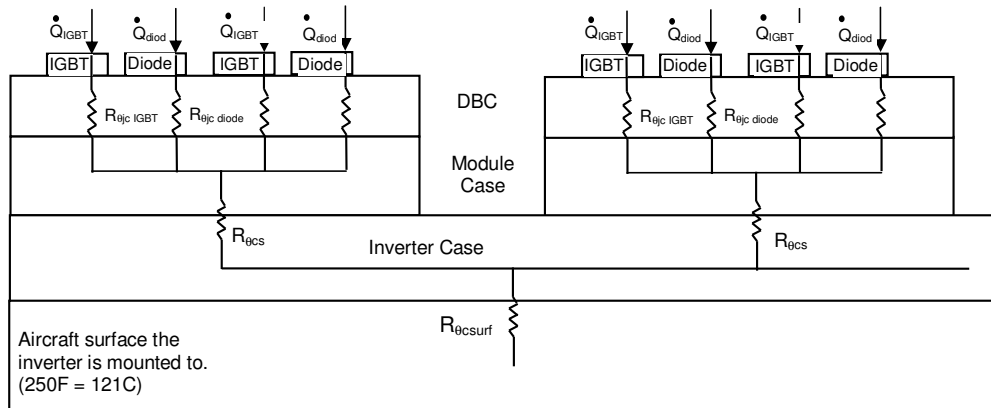 Q̇IGBT Q̇diod Q̇IGBT Q̇diod Q̇IGBT Q̇diod Q̇IGBT Q̇diod
IGBT Diode IGBT Diode IGBT Diode IGBT Diode
DBC
Rθjc IGBT Rθjc diode Rθjc IGBT Rθjc diode
Module
Case
Rθcs Rθcs
Inverter Case
Rθcsurf
Aircraft surface the
inverter is mounted to.
(250F = 121C)